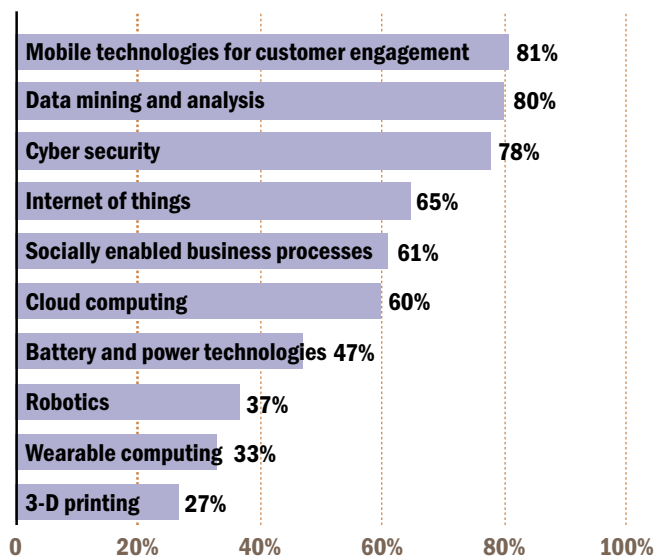 Mobile technologies for customer engagement 81%
Data mining and analysis 80%
Cyber security 78%
Internet of things 65%
Socially enabled business processes 61%
Cloud computing 60%
Battery and power technologies 47%
Robotics 37%
Wearable computing 33%
3-D printing 27%
0 20% 40% 60% 80% 100%